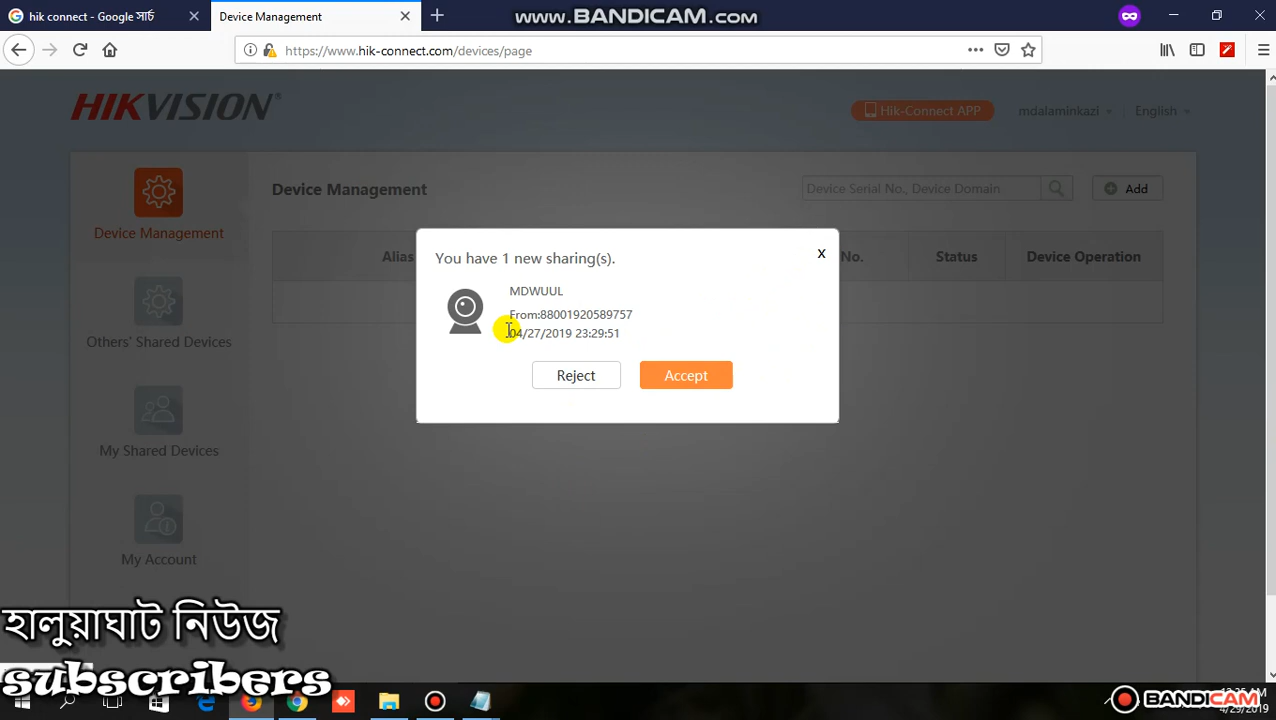 hik connect - Google সার্চ
Device Management
www.BANDICAM.com
https://www.hik-connect.com/devices/page
HIKVISION®
Hik-Connect APP
mdalaminkazi
English
Device Management
Device Management
Device Serial No., Device Domain
Add
Alias
No.
Status
Device Operation
You have 1 new sharing(s).
x
MDWUUL
From:88001920589757
04/27/2019 23:29:51
Reject
Accept
Others' Shared Devices
My Shared Devices
My Account
হালুয়াঘাট নিউজ
subscribers
BANDICAM
4/29/2019